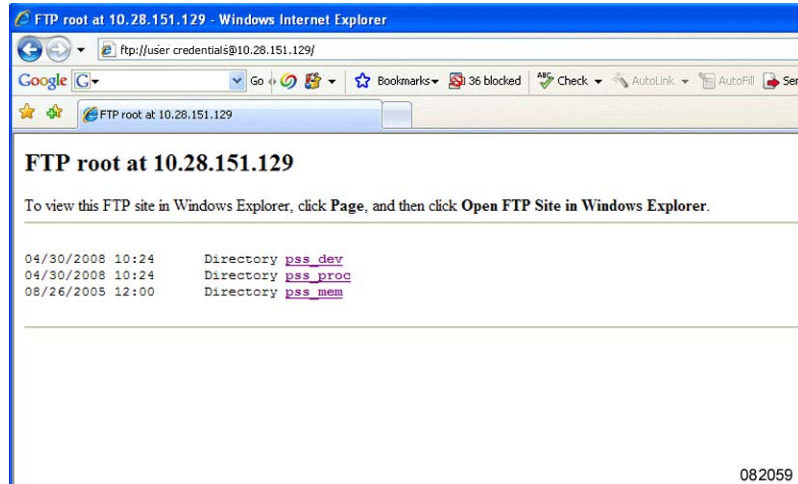 FTP root at 10.28.151.129 - Windows Internet Explorer
ftp://user credentials@10.28.151.129/
Google G Go Bookmarks 36 blocked ABC Check AutoLink AutoFill Ser
FTP root at 10.28.151.129
FTP root at 10.28.151.129
To view this FTP site in Windows Explorer, click Page, and then click Open FTP Site in Windows Explorer.
04/30/2008 10:24 Directory pss_dev
04/30/2008 10:24 Directory pss_proc
08/26/2005 12:00 Directory pss_mem
082059